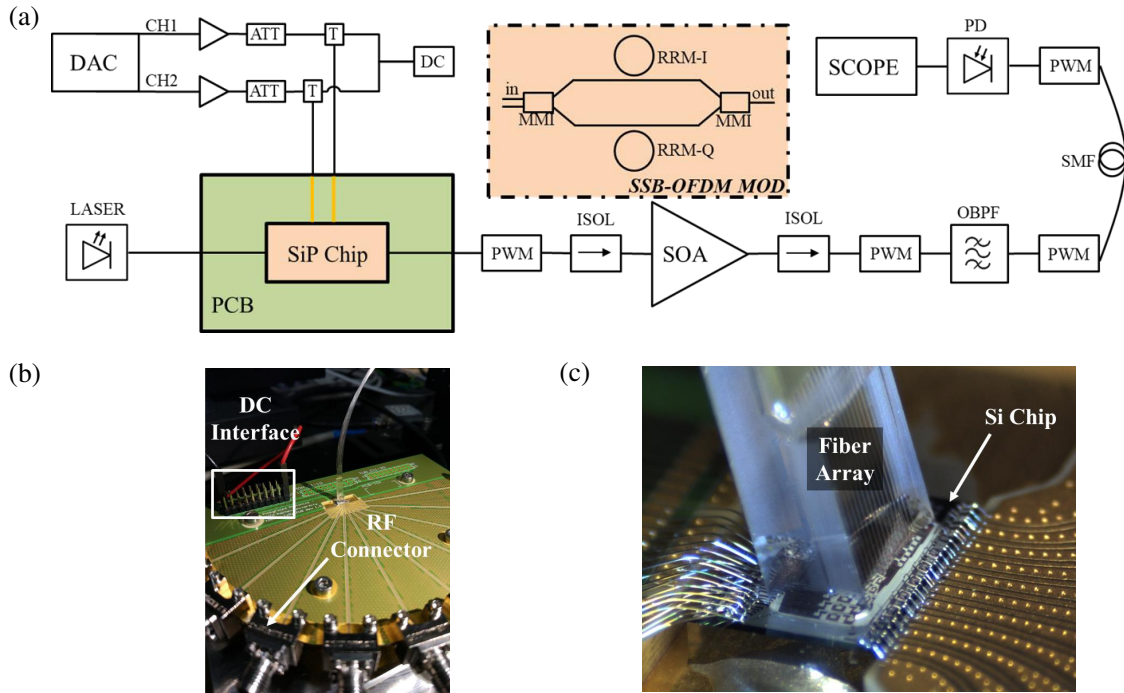 (a)
CH1
ATT
T
DAC
DC
CH2
ATT
T
RRM-I
in
out
MMI
MMI
RRM-Q
SSB-OFDM MOD
PD
SCOPE
PWM
SMF
LASER
SiP Chip
PCB
PWM
ISOL
SOA
ISOL
PWM
OBPF
PWM
(b)
DC
Interface
RF
Connector
(c)
Fiber
Array
Si Chip